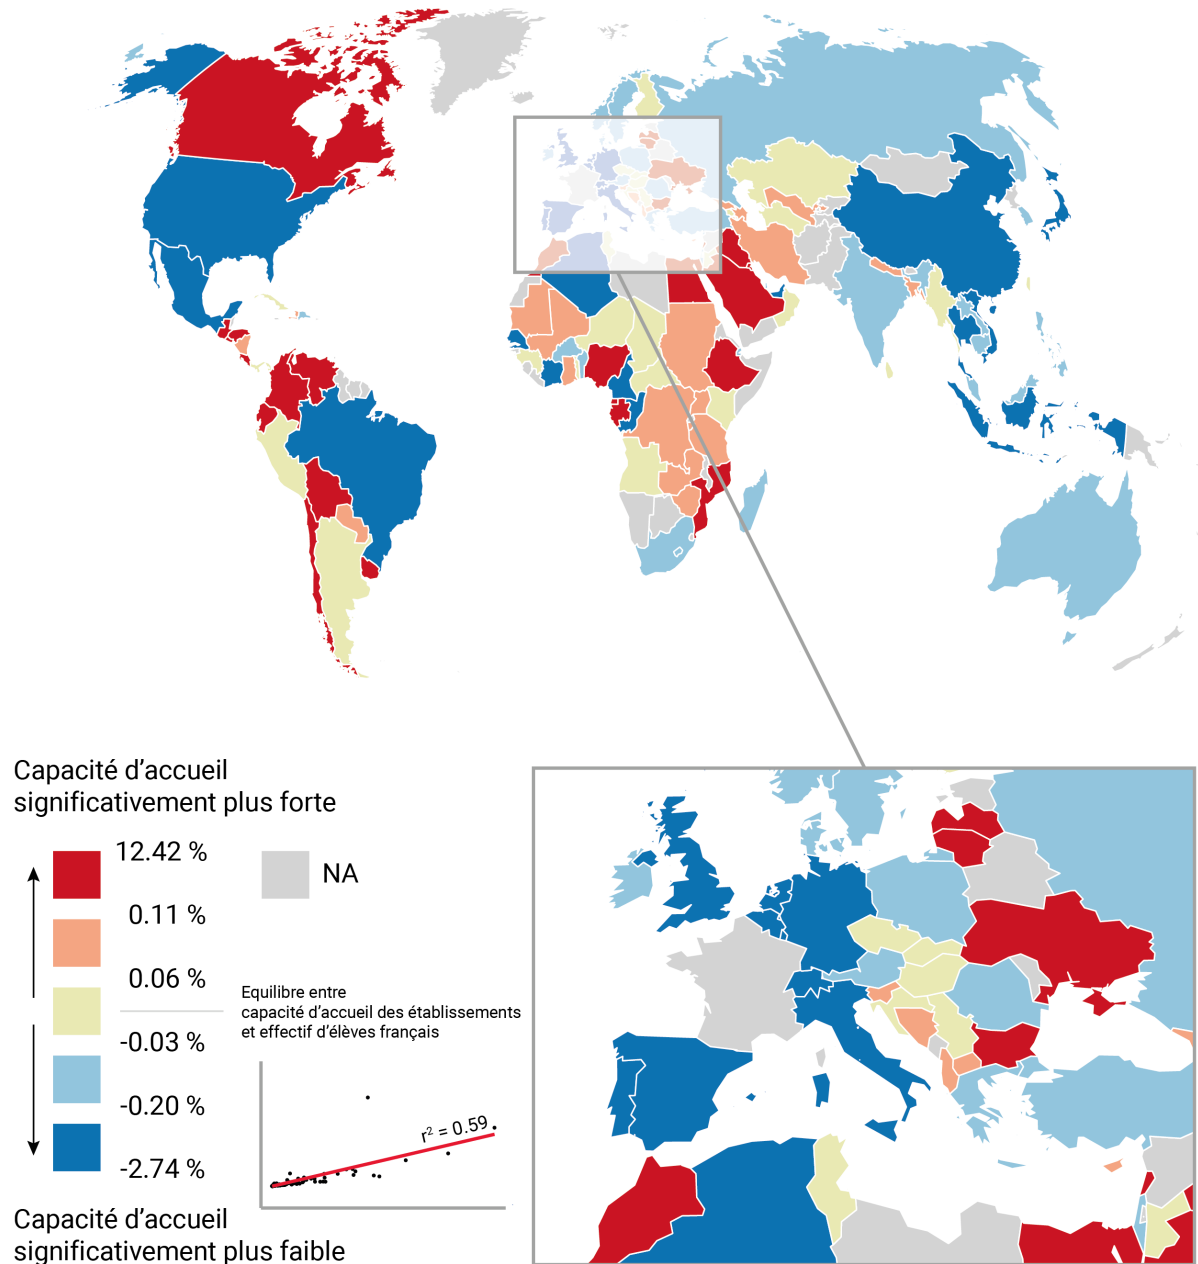 Capacité d’accueil
significativement plus forte
12.42 %
NA
0.11 %
0.06 %
Equilibre entre
capacité d’accueil des établissements
et effectif d’élèves français
-0.03 %
-0.20 %
r² = 0.59
-2.74 %
Capacité d’accueil
significativement plus faible